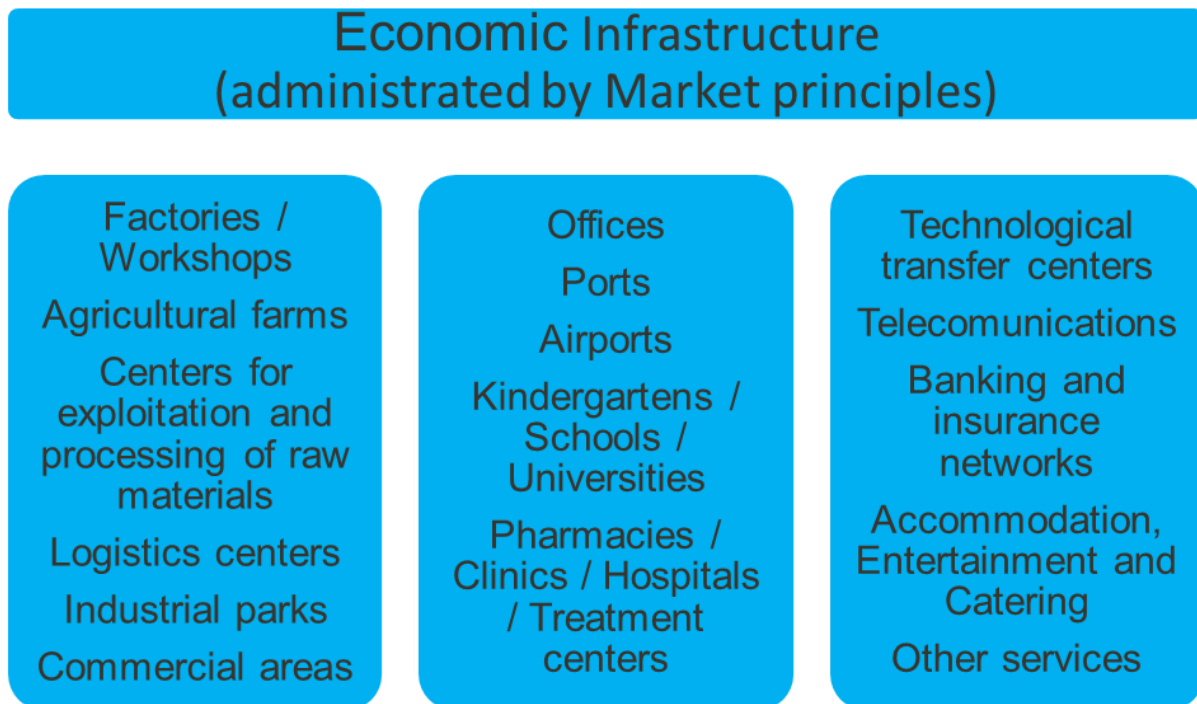 Economic Infrastructure
(administrated by Market principles)
Factories /
Workshops
Agricultural farms
Centers for
exploitation and
processing of raw
materials
Logistics centers
Industrial parks
Commercial areas
Offices
Ports
Airports
Kindergartens /
Schools /
Universities
Pharmacies /
Clinics / Hospitals
/ Treatment
centers
Technological
transfer centers
Telecomunications
Banking and
insurance
networks
Accommodation,
Entertainment and
Catering
Other services